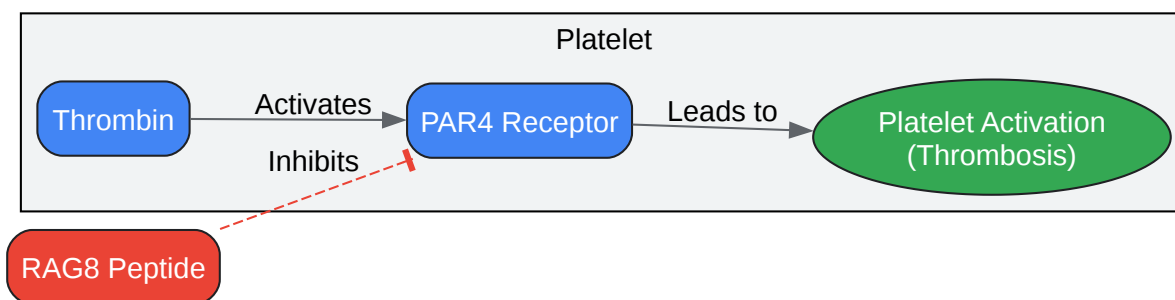 Platelet
Thrombin
Activates
PAR4 Receptor
Leads to
Platelet Activation
(Thrombosis)
Inhibits
RAG8 Peptide